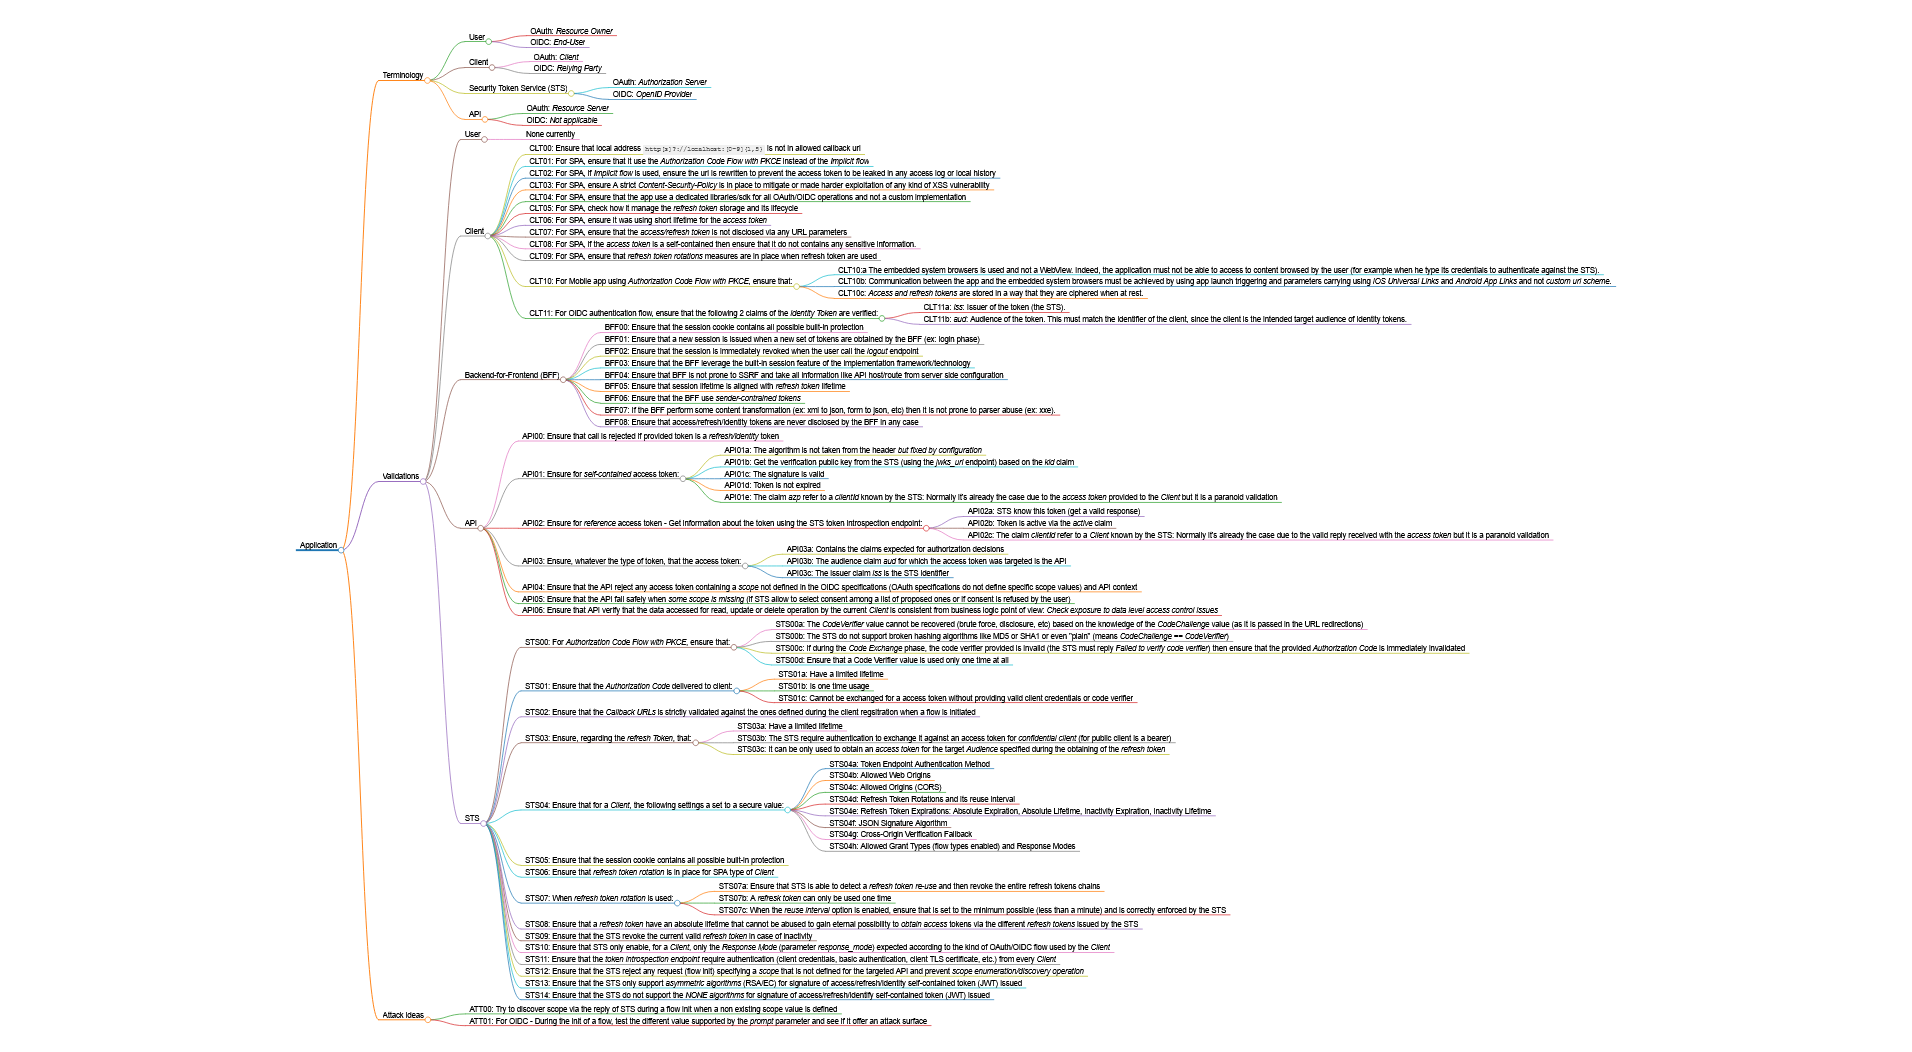 Application
Terminology
User
OAuth: Resource Owner
OIDC: End-User
Client
OAuth: Client
OIDC: Relying Party
Security Token Service (STS)
OAuth: Authorization Server
OIDC: OpenID Provider
API
OAuth: Resource Server
OIDC: Not applicable
Validations
User
None currently
Client
CLT00: Ensure that local address http[s]?://localhost:[0-9]{1,5} is not in allowed callback url
CLT01: For SPA, ensure that it use the Authorization Code Flow with PKCE instead of the Implicit flow
CLT02: For SPA, if Implicit flow is used, ensure the url is rewritten to prevent the access token to be leaked in any access log or local history
CLT03: For SPA, ensure A strict Content-Security-Policy is in place to mitigate or made harder exploitation of any kind of XSS vulnerability
CLT04: For SPA, ensure that the app use a dedicated libraries/sdk for all OAuth/OIDC operations and not a custom implementation
CLT05: For SPA, check how it manage the refresh token storage and its lifecycle
CLT06: For SPA, ensure it was using short lifetime for the access token
CLT07: For SPA, ensure that the access/refresh token is not disclosed via any URL parameters
CLT08: For SPA, if the access token is a self-contained then ensure that it do not contains any sensitive information.
CLT09: For SPA, ensure that refresh token rotations measures are in place when refresh token are used
CLT10: For Mobile app using Authorization Code Flow with PKCE, ensure that:
CLT10:a The embedded system browsers is used and not a WebView. Indeed, the application must not be able to access to content browsed by the user (for example when he type its credentials to authenticate against the STS).
CLT10b: Communication between the app and the embedded system browsers must be achieved by using app launch triggering and parameters carrying using iOS Universal Links and Android App Links and not custom url scheme.
CLT10c: Access and refresh tokens are stored in a way that they are ciphered when at rest.
CLT11: For OIDC authentication flow, ensure that the following 2 claims of the Identity Token are verified:
CLT11a: iss: Issuer of the token (the STS).
CLT11b: aud: Audience of the token. This must match the identifier of the client, since the client is the intended target audience of identity tokens.
Backend-for-Frontend (BFF)
BFF00: Ensure that the session cookie contains all possible built-in protection
BFF01: Ensure that a new session is issued when a new set of tokens are obtained by the BFF (ex: login phase)
BFF02: Ensure that the session is immediately revoked when the user call the logout endpoint
BFF03: Ensure that the BFF leverage the built-in session feature of the implementation framework/technology
BFF04: Ensure that BFF is not prone to SSRF and take all information like API host/route from server side configuration
BFF05: Ensure that session lifetime is aligned with refresh token lifetime
BFF06: Ensure that the BFF use sender-contrained tokens
BFF07: If the BFF perform some content transformation (ex: xml to json, form to json, etc) then it is not prone to parser abuse (ex: xxe).
BFF08: Ensure that access/refresh/identity tokens are never disclosed by the BFF in any case
API
API00: Ensure that call is rejected if provided token is a refresh/identity token
API01: Ensure for self-contained access token:
API01a: The algorithm is not taken from the header but fixed by configuration
API01b: Get the verification public key from the STS (using the jwks_url endpoint) based on the kid claim
API01c: The signature is valid
API01d: Token is not expired
API01e: The claim azp refer to a clientId known by the STS: Normally it's already the case due to the access token provided to the Client but it is a paranoid validation
API02: Ensure for reference access token - Get information about the token using the STS token introspection endpoint:
API02a: STS know this token (get a valid response)
API02b: Token is active via the active claim
API02c: The claim clientId refer to a Client known by the STS: Normally it's already the case due to the valid reply received with the access token but it is a paranoid validation
API03: Ensure, whatever the type of token, that the access token:
API03a: Contains the claims expected for authorization decisions
API03b: The audience claim aud for which the access token was targeted is the API
API03c: The issuer claim iss is the STS identifier
API04: Ensure that the API reject any access token containing a scope not defined in the OIDC specifications (OAuth specifications do not define specific scope values) and API context
API05: Ensure that the API fail safely when some scope is missing (if STS allow to select consent among a list of proposed ones or if consent is refused by the user)
API06: Ensure that API verify that the data accessed for read, update or delete operation by the current Client is consistent from business logic point of view: Check exposure to data level access control issues
STS
STS00: For Authorization Code Flow with PKCE, ensure that:
STS00a: The CodeVerifier value cannot be recovered (brute force, disclosure, etc) based on the knowledge of the CodeChallenge value (as it is passed in the URL redirections)
STS00b: The STS do not support broken hashing algorithms like MD5 or SHA1 or even "plain" (means CodeChallenge == CodeVerifier)
STS00c: If during the Code Exchange phase, the code verifier provided is invalid (the STS must reply Failed to verify code verifier) then ensure that the provided Authorization Code is immediately invalidated
STS00d: Ensure that a Code Verifier value is used only one time at all
STS01: Ensure that the Authorization Code delivered to client:
STS01a: Have a limited lifetime
STS01b: Is one time usage
STS01c: Cannot be exchanged for a access token without providing valid client credentials or code verifier
STS02: Ensure that the Callback URLs is strictly validated against the ones defined during the client regsitration when a flow is initiated
STS03: Ensure, regarding the refresh Token, that:
STS03a: Have a limited lifetime
STS03b: The STS require authentication to exchange it against an access token for confidential client (for public client is a bearer)
STS03c: It can be only used to obtain an access token for the target Audience specified during the obtaining of the refresh token
STS04: Ensure that for a Client, the following settings a set to a secure value:
STS04a: Token Endpoint Authentication Method
STS04b: Allowed Web Origins
STS04c: Allowed Origins (CORS)
STS04d: Refresh Token Rotations and its reuse interval
STS04e: Refresh Token Expirations: Absolute Expiration, Absolute Lifetime, Inactivity Expiration, Inactivity Lifetime
STS04f: JSON Signature Algorithm
STS04g: Cross-Origin Verification Fallback
STS04h: Allowed Grant Types (flow types enabled) and Response Modes
STS05: Ensure that the session cookie contains all possible built-in protection
STS06: Ensure that refresh token rotation is in place for SPA type of Client
STS07: When refresh token rotation is used:
STS07a: Ensure that STS is able to detect a refresh token re-use and then revoke the entire refresh tokens chains
STS07b: A refresk token can only be used one time
STS07c: When the reuse interval option is enabled, ensure that is set to the minimum possible (less than a minute) and is correctly enforced by the STS
STS08: Ensure that a refresh token have an absolute lifetime that cannot be abused to gain eternal possibility to obtain access tokens via the different refresh tokens issued by the STS
STS09: Ensure that the STS revoke the current valid refresh token in case of inactivity
STS10: Ensure that STS only enable, for a Client, only the Response Mode (parameter response_mode) expected according to the kind of OAuth/OIDC flow used by the Client
STS11: Ensure that the token introspection endpoint require authentication (client credentials, basic authentication, client TLS certificate, etc.) from every Client
STS12: Ensure that the STS reject any request (flow init) specifying a scope that is not defined for the targeted API and prevent scope enumeration/discovery operation
STS13: Ensure that the STS only support asymetric algorithms (RSA/EC) for signature of access/refresh/identity self-contained token (JWT) issued
STS14: Ensure that the STS do not support the NONE algorithms for signature of access/refresh/identity self-contained token (JWT) issued
Attack ideas
ATT00: Try to discover scope via the reply of STS during a flow init when a non existing scope value is defined
ATT01: For OIDC - During the init of a flow, test the different value supported by the prompt parameter and see if it offer an attack surface